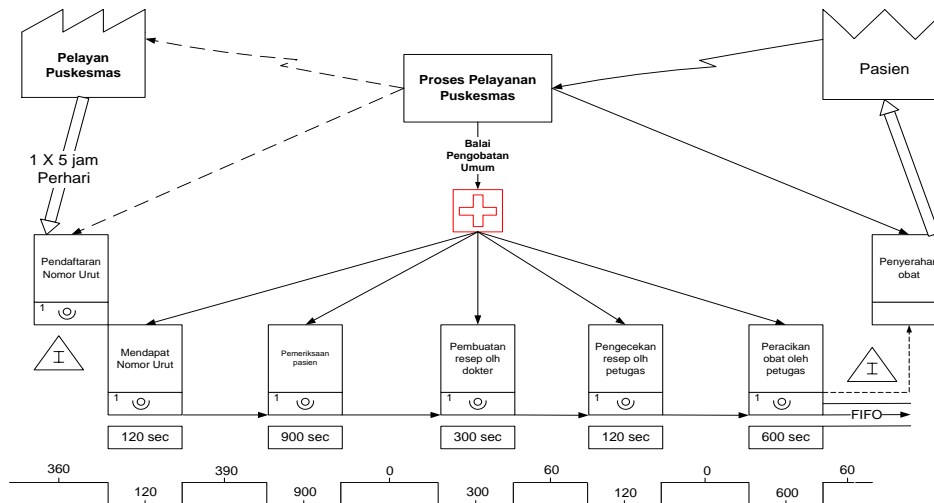 Pelayan
Puskesmas
Proses Pelayanan
Puskesmas
Pasien
1 X 5 jam
Perhari
Balai
Pengobatan
Umum
Pendaftaran
Nomor Urut
1
Penyerahan
obat
I
Mendapat
Nomor Urut
1
Pemeriksaan
pasien
1
Pembuatan
resep olh
dokter
1
Pengecekan
resep olh
petugas
1
Peracikan
obat oleh
petugas
1
I
FIFO
120 sec
900 sec
300 sec
120 sec
600 sec
360
390
0
60
0
60
120
900
300
120
600